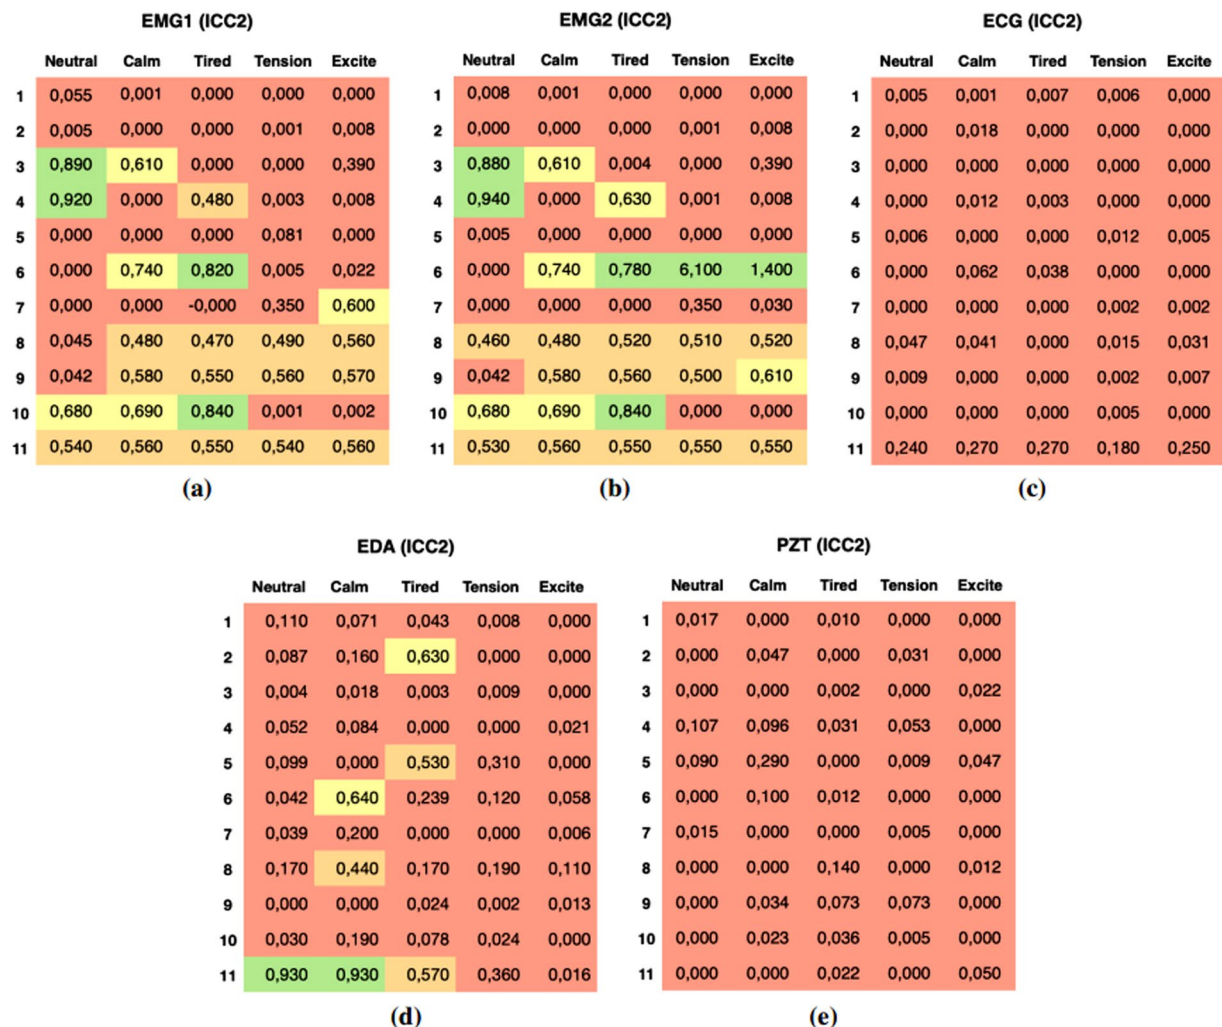 EMG1 (ICC2)
Neutral Calm Tired Tension Excite
1 0,055 0,001 0,000 0,000 0,000
2 0,005 0,000 0,000 0,001 0,008
3 0,890 0,610 0,000 0,000 0,390
4 0,920 0,000 0,480 0,003 0,008
5 0,000 0,000 0,000 0,081 0,000
6 0,000 0,740 0,820 0,005 0,022
7 0,000 0,000 -0,000 0,350 0,600
8 0,045 0,480 0,470 0,490 0,560
9 0,042 0,580 0,550 0,560 0,570
10 0,680 0,690 0,840 0,001 0,002
11 0,540 0,560 0,550 0,540 0,560
(a)
EMG2 (ICC2)
Neutral Calm Tired Tension Excite
1 0,008 0,001 0,000 0,000 0,000
2 0,000 0,000 0,000 0,001 0,008
3 0,880 0,610 0,004 0,000 0,390
4 0,940 0,000 0,630 0,001 0,008
5 0,005 0,000 0,000 0,000 0,000
6 0,000 0,740 0,780 6,100 1,400
7 0,000 0,000 0,000 0,350 0,030
8 0,460 0,480 0,520 0,510 0,520
9 0,042 0,580 0,560 0,500 0,610
10 0,680 0,690 0,840 0,000 0,000
11 0,530 0,560 0,550 0,550 0,550
(b)
ECG (ICC2)
Neutral Calm Tired Tension Excite
1 0,005 0,001 0,007 0,006 0,000
2 0,000 0,018 0,000 0,000 0,000
3 0,000 0,000 0,000 0,000 0,000
4 0,000 0,012 0,003 0,000 0,000
5 0,006 0,000 0,000 0,012 0,005
6 0,000 0,062 0,038 0,000 0,000
7 0,000 0,000 0,000 0,002 0,002
8 0,047 0,041 0,000 0,015 0,031
9 0,009 0,000 0,000 0,002 0,007
10 0,000 0,000 0,000 0,005 0,000
11 0,240 0,270 0,270 0,180 0,250
(c)
EDA (ICC2)
Neutral Calm Tired Tension Excite
1 0,110 0,071 0,043 0,008 0,000
2 0,087 0,160 0,630 0,000 0,000
3 0,004 0,018 0,003 0,009 0,000
4 0,052 0,084 0,000 0,000 0,021
5 0,099 0,000 0,530 0,310 0,000
6 0,042 0,640 0,239 0,120 0,058
7 0,039 0,200 0,000 0,000 0,006
8 0,170 0,440 0,170 0,190 0,110
9 0,000 0,000 0,024 0,002 0,013
10 0,030 0,190 0,078 0,024 0,000
11 0,930 0,930 0,570 0,360 0,016
(d)
PZT (ICC2)
Neutral Calm Tired Tension Excite
1 0,017 0,000 0,010 0,000 0,000
2 0,000 0,047 0,000 0,031 0,000
3 0,000 0,000 0,002 0,000 0,022
4 0,107 0,096 0,031 0,053 0,000
5 0,090 0,290 0,000 0,009 0,047
6 0,000 0,100 0,012 0,000 0,000
7 0,015 0,000 0,000 0,005 0,000
8 0,000 0,000 0,140 0,000 0,012
9 0,000 0,034 0,073 0,073 0,000
10 0,000 0,023 0,036 0,005 0,000
11 0,000 0,000 0,022 0,000 0,050
(e)